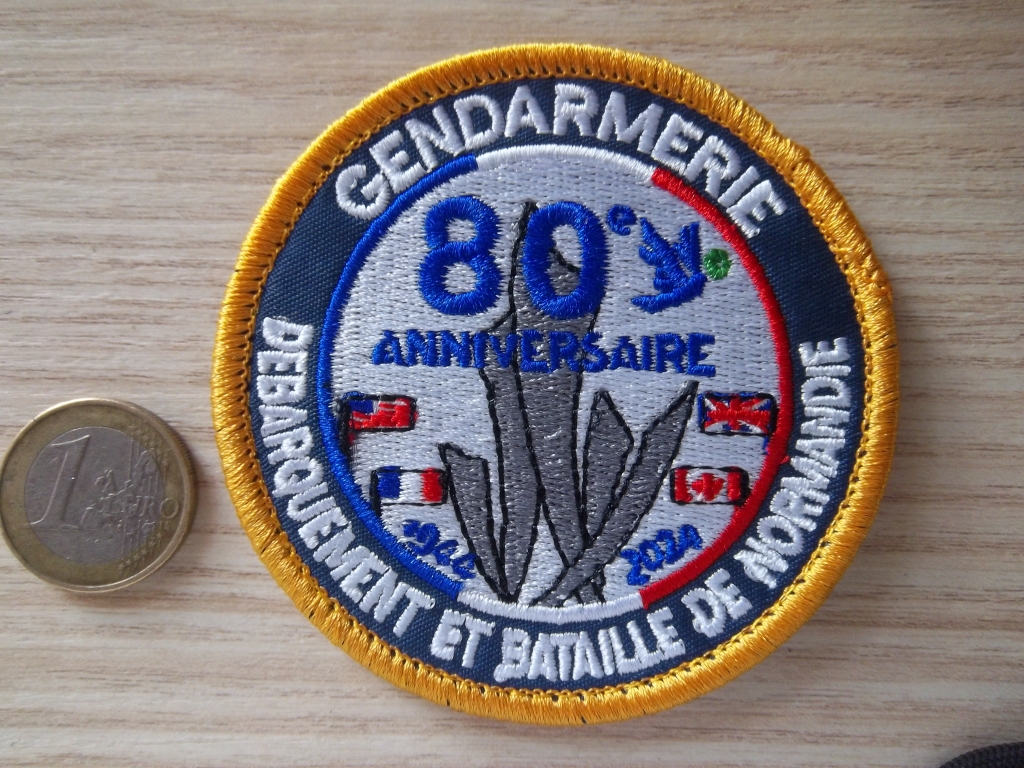 GENDARMERIE
80e
ANNIVERSAIRE
1944
2024
DEBARQUEMENT ET BATAILLE DE NORMANDIE
1
EURO